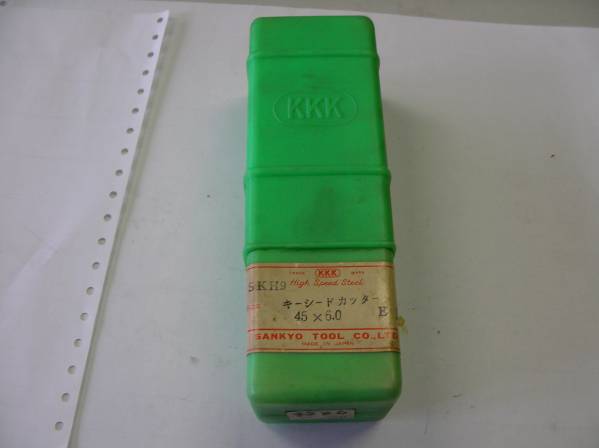 KKK
TRADE KKK MARK
SKH9 High Speed Steel
キーシードカッター
45×6.0 E
SANKYO TOOL CO., LTD
MADE IN JAPAN